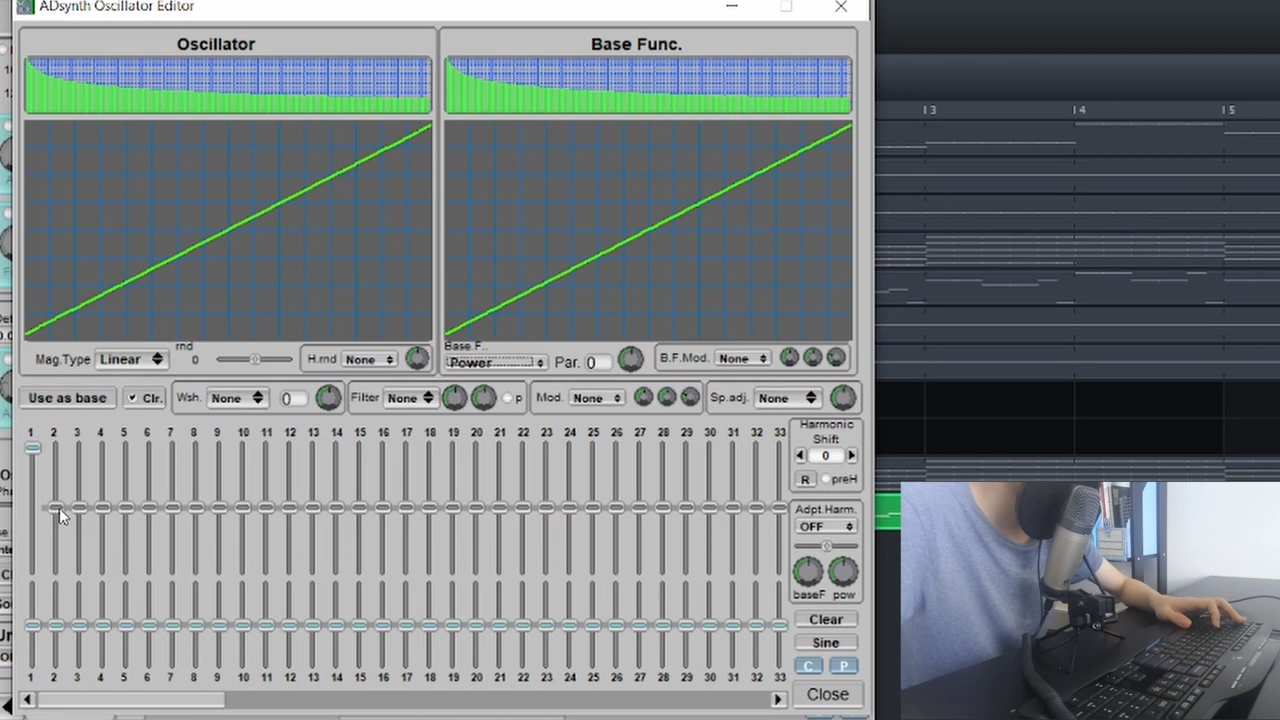 ADsynth Oscillator Editor
Oscillator
Base Func.
3 4 5
Mag.Type Linear rnd 0 H.rnd None
Base.F.. Power Par. 0 B.F.Mod. None
Use as base Clr. Wsh. None 0 Filter None p Mod. None Sp.adj. None
1 2 3 4 5 6 7 8 9 10 11 12 13 14 15 16 17 18 19 20 21 22 23 24 25 26 27 28 29 30 31 32 33
Harmonic
Shift
0
R preH
Adpt.Harm.
OFF
baseF pow
Clear
Sine
C P
1 2 3 4 5 6 7 8 9 10 11 12 13 14 15 16 17 18 19 20 21 22 23 24 25 26 27 28 29 30 31 32 33
Close